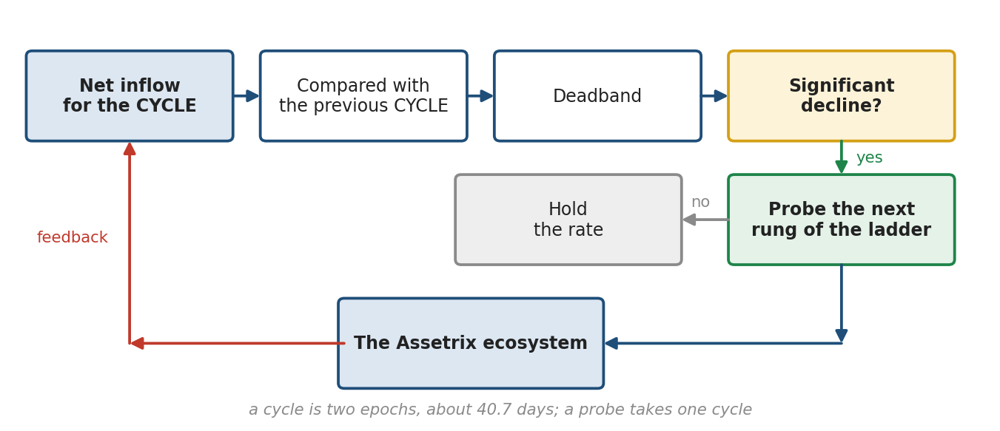 Net inflow
for the CYCLE
Compared with
the previous CYCLE
Deadband
Significant
decline?
yes
Hold
the rate
no
Probe the next
rung of the ladder
feedback
The Assetrix ecosystem
a cycle is two epochs, about 40.7 days; a probe takes one cycle